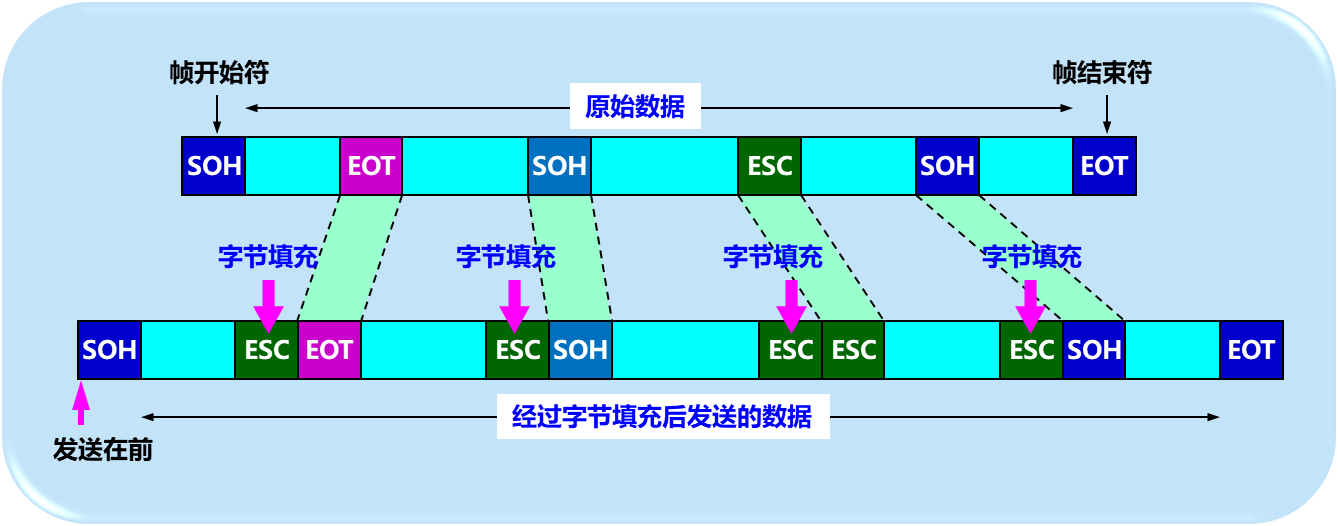 帧开始符 帧结束符
原始数据
SOH EOT SOH ESC SOH EOT
字节填充 字节填充 字节填充 字节填充
SOH ESC EOT ESC SOH ESC ESC ESC SOH EOT
经过字节填充后发送的数据
发送在前